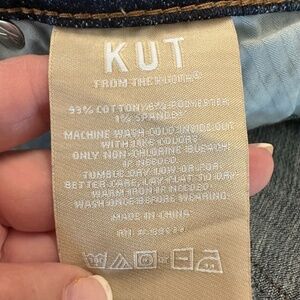 KUT
FROM THE KLOTH®
93% COTTON, 6% POLYESTER,
1% SPANDEX
MACHINE WASH COLD INSIDE OUT
WITH LIKE COLORS.
ONLY NON-CHLORINE BLEACH
IF NEEDED.
TUMBLE DRY LOW OR FOR
BETTER CARE, LAY FLAT TO DRY.
WARM IRON IF NEEDED.
WASH ONCE BEFORE WEARING.
MADE IN CHINA
RN #